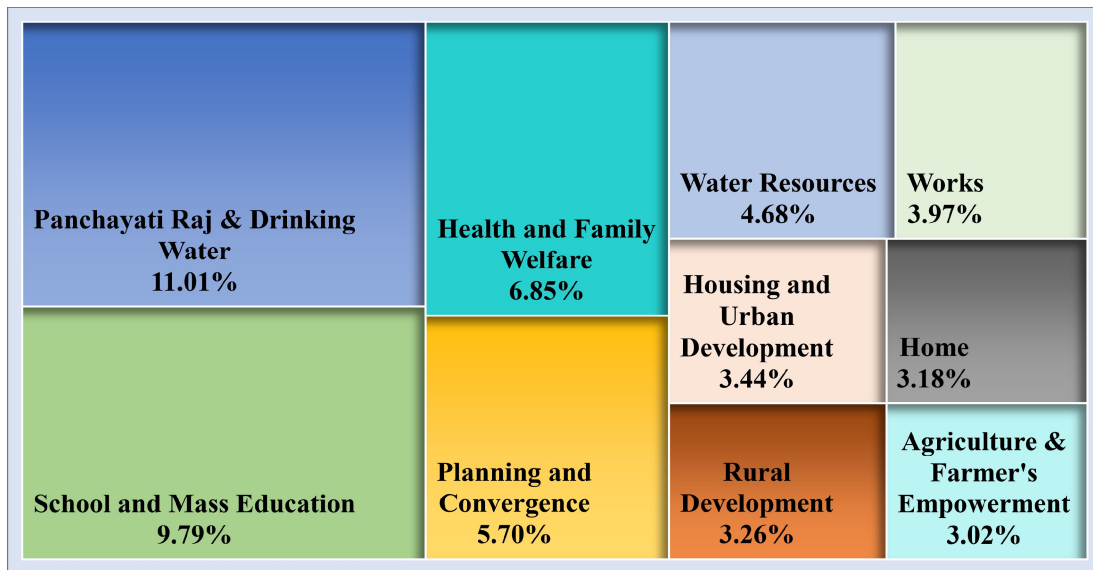 Panchayati Raj & Drinking
Water
11.01%
School and Mass Education
9.79%
Health and Family
Welfare
6.85%
Planning and
Convergence
5.70%
Water Resources
4.68%
Works
3.97%
Housing and
Urban
Development
3.44%
Home
3.18%
Rural
Development
3.26%
Agriculture &
Farmer's
Empowerment
3.02%